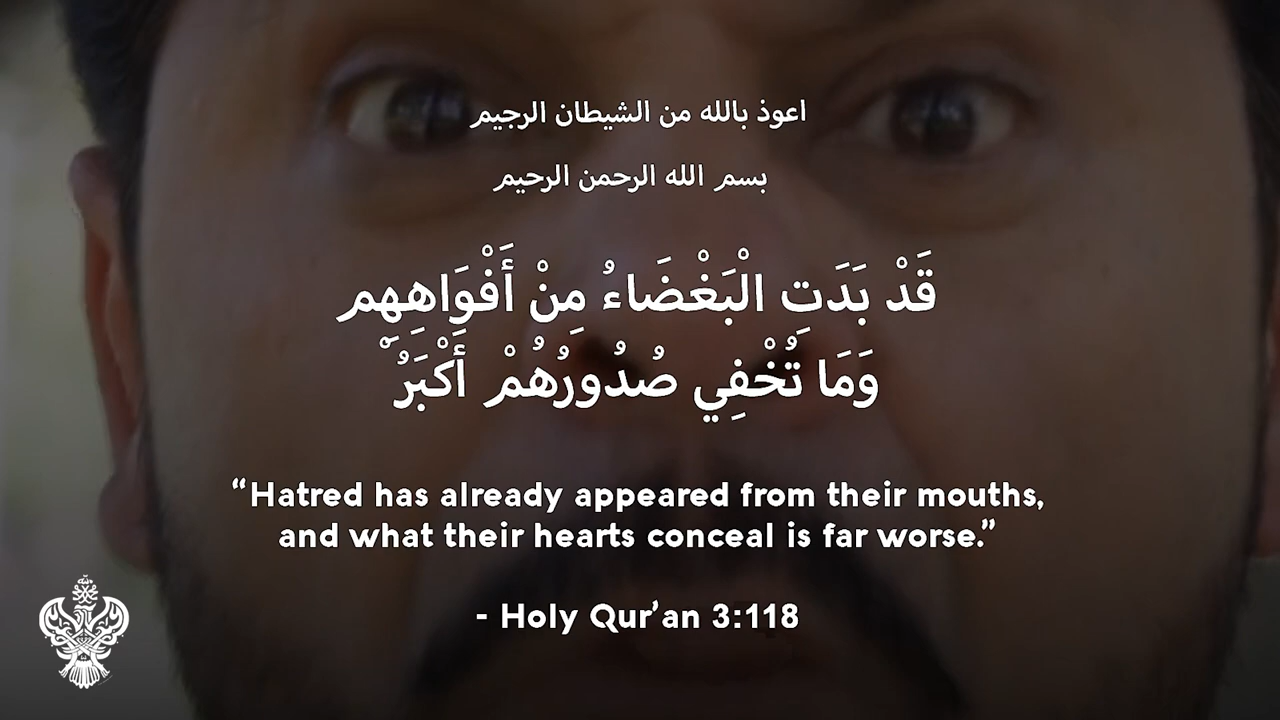 اعوذ بالله من الشيطان الرجيم
بسم الله الرحمن الرحيم
قَدْ بَدَتِ الْبَغْضَاءُ مِنْ أَفْوَاهِهِم
وَمَا تُخْفِي صُدُورُهُمْ أَكْبَرُ ْ
“Hatred has already appeared from their mouths,
and what their hearts conceal is far worse.”
- Holy Qur’an 3:118